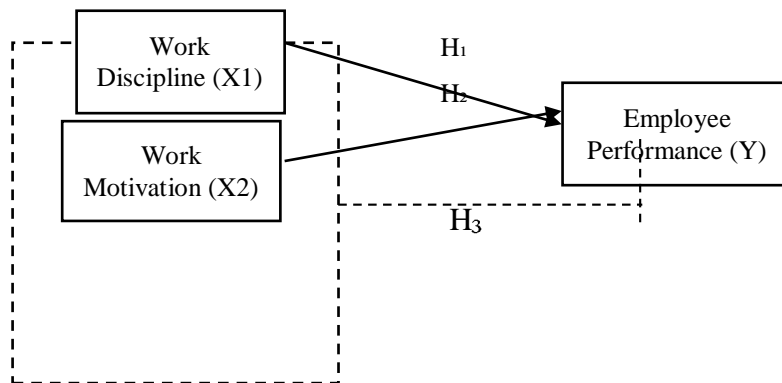 Work
Discipline (X1)
H₁
H₂
Employee
Performance (Y)
Work
Motivation (X2)
H₃